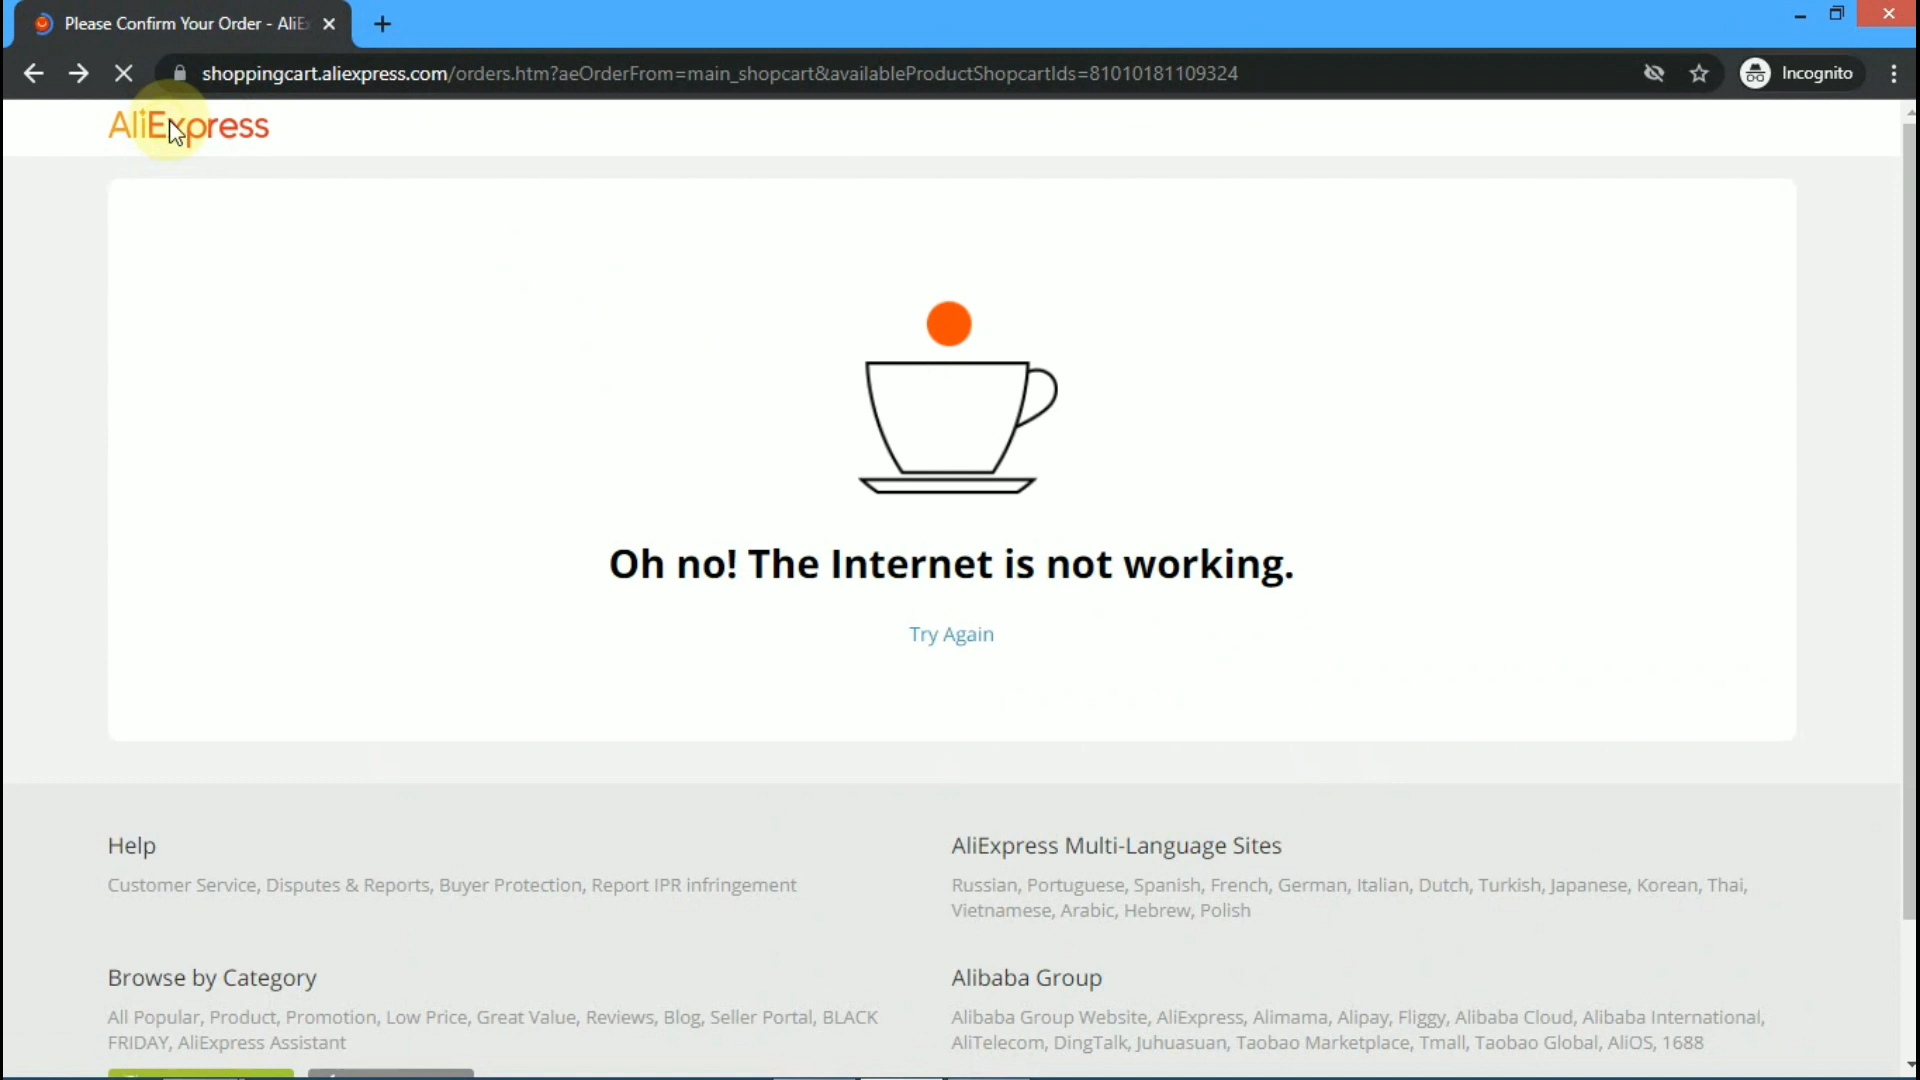 Please Confirm Your Order - AliE
shoppingcart.aliexpress.com/orders.htm?aeOrderFrom=main_shopcart&availableProductShopcartIds=81010181109324
Incognito
AliExpress
Oh no! The Internet is not working.
Try Again
Help
Customer Service, Disputes & Reports, Buyer Protection, Report IPR infringement
AliExpress Multi-Language Sites
Russian, Portuguese, Spanish, French, German, Italian, Dutch, Turkish, Japanese, Korean, Thai,
Vietnamese, Arabic, Hebrew, Polish
Browse by Category
All Popular, Product, Promotion, Low Price, Great Value, Reviews, Blog, Seller Portal, BLACK
FRIDAY, AliExpress Assistant
Alibaba Group
Alibaba Group Website, AliExpress, Alimama, Alipay, Fliggy, Alibaba Cloud, Alibaba International,
AliTelecom, DingTalk, Juhuasuan, Taobao Marketplace, Tmall, Taobao Global, AliOS, 1688